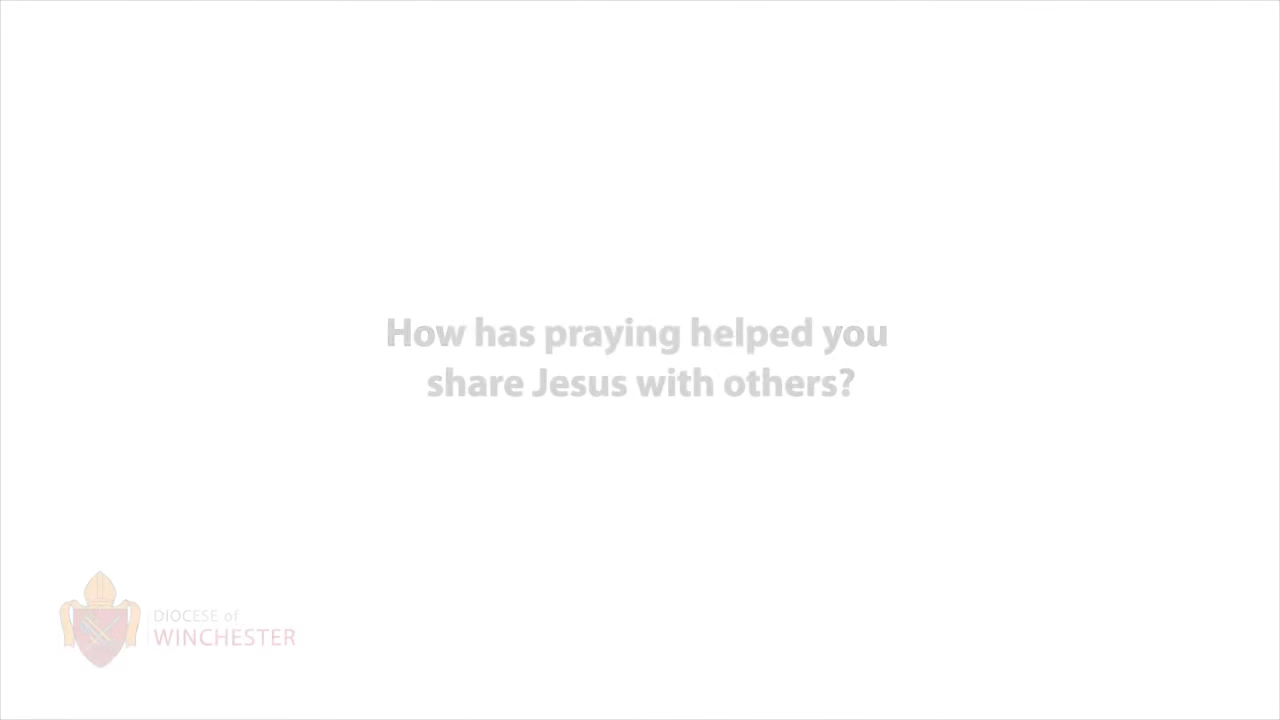 How has praying helped you
share Jesus with others?
DIOCESE of
WINCHESTER